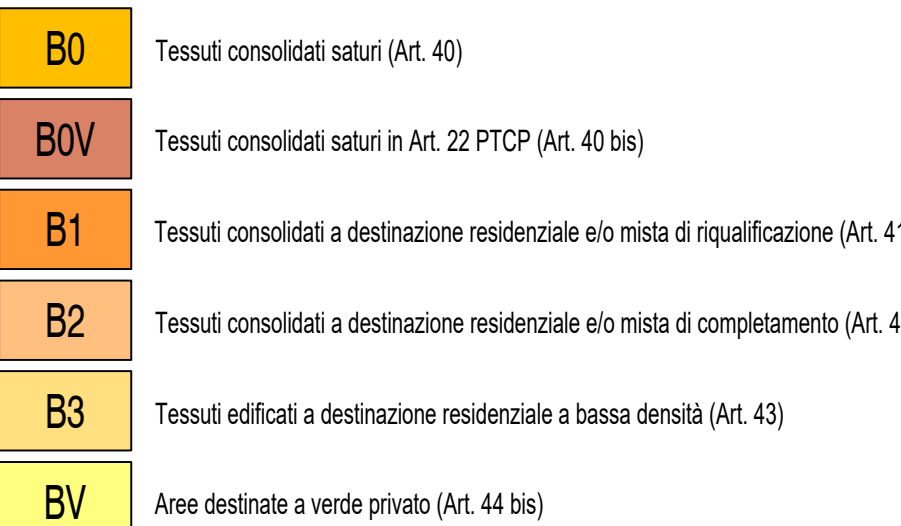 B0 Tessuti consolidati saturi (Art. 40)
B0V Tessuti consolidati saturi in Art. 22 PTCP (Art. 40 bis)
B1 Tessuti consolidati a destinazione residenziale e/o mista di riqualificazione (Art. 41
B2 Tessuti consolidati a destinazione residenziale e/o mista di completamento (Art. 4
B3 Tessuti edificati a destinazione residenziale a bassa densità (Art. 43)
BV Aree destinate a verde privato (Art. 44 bis)